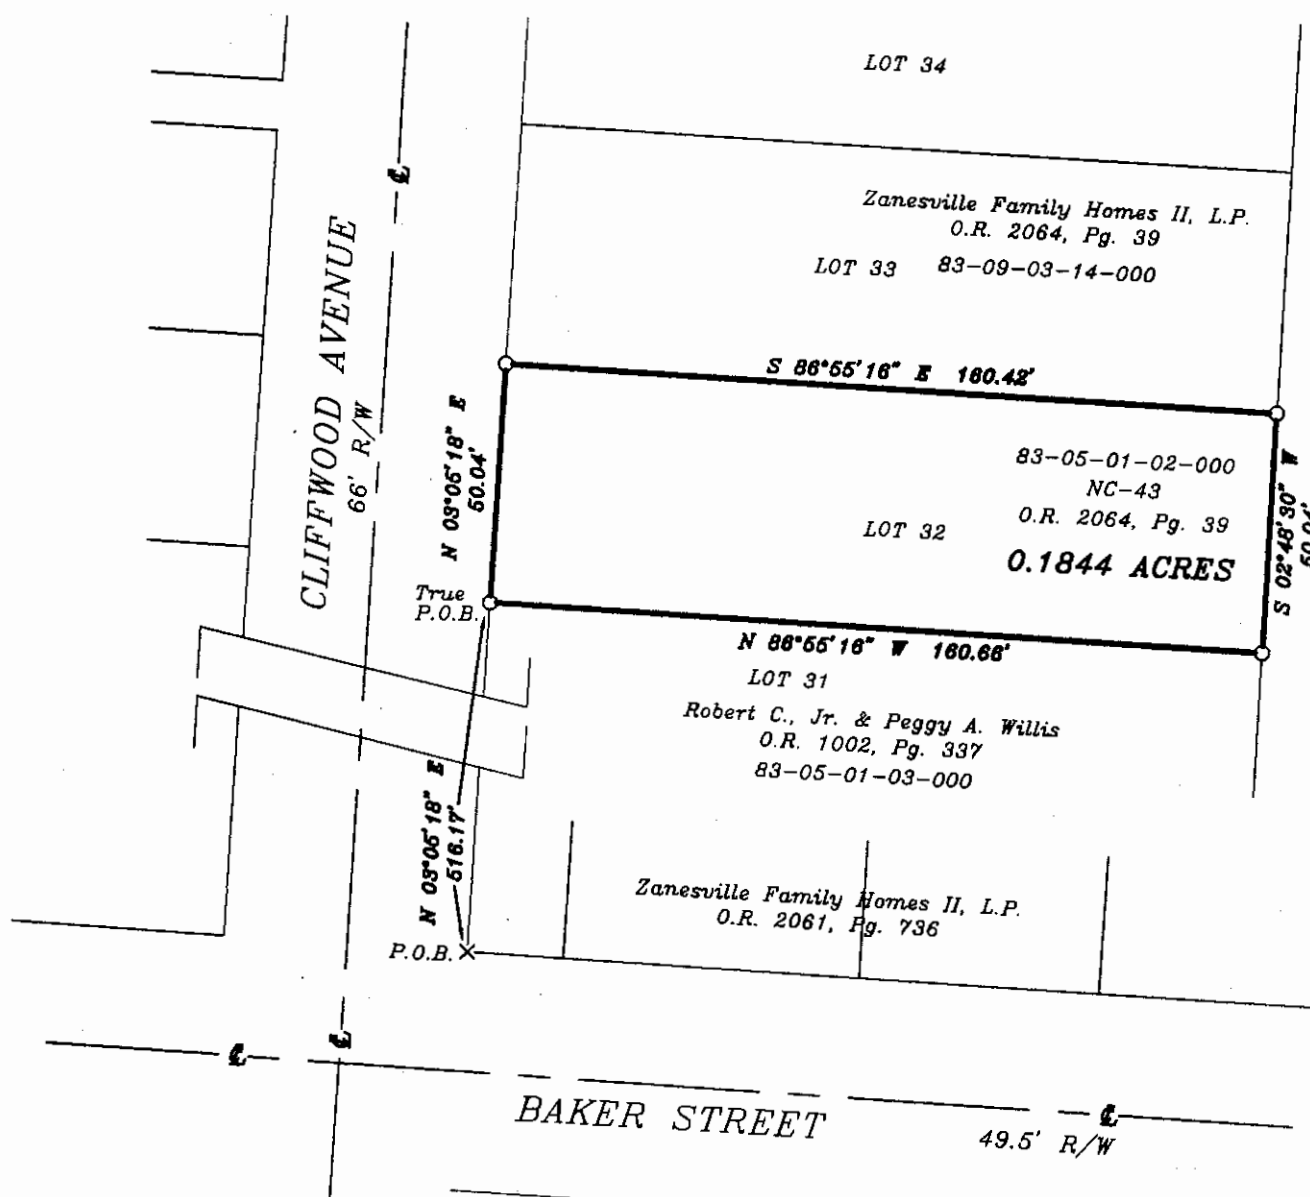 LOT 34
Zanesville Family Homes II, L.P.
O.R. 2064, Pg. 39
LOT 33 83-09-03-14-000
CLIFFWOOD AVENUE
66' R/W
S 86°55'16" E 160.42'
N 03°05'18" E
50.04'
83-05-01-02-000
NC-43
O.R. 2064, Pg. 39
LOT 32
0.1844 ACRES
S 02°48'30" W
50.04'
True
P.O.B.
N 86°55'16" W 160.66'
LOT 31
Robert C., Jr. & Peggy A. Willis
O.R. 1002, Pg. 337
83-05-01-03-000
N 03°05'18" E
516.17'
Zanesville Family Homes II, L.P.
O.R. 2061, Pg. 736
P.O.B.
BAKER STREET
49.5' R/W